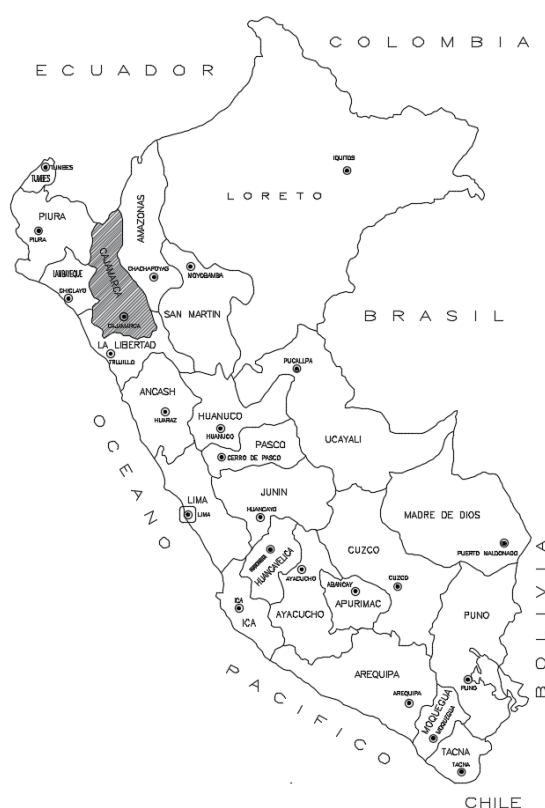 COLOMBIA
ECUADOR
IQUITOS
LORETO
TUMBES
TUMBES
PIURA
PIURA
AMAZONAS
CAJAMARCA
CAJAMARCA
LAMBAYEQUE
CHICLAYO
CHACHAPOYAS
MOYOBAMBA
SAN MARTIN
BRASIL
LA LIBERTAD
TRUJILLO
PUCALLPA
ANCASH
HUARAZ
HUANUCO
HUANUCO
UCAYALI
PASCO
CERRO DE PASCO
OCEANO
LIMA
LIMA
JUNIN
HUANCAYO
MADRE DE DIOS
PUERTO MALDONADO
CUZCO
CUZCO
HUANCAVELICA
AYACUCHO
AYACUCHO
ABANCAY
APURIMAC
ICA
ICA
PUNO
PUNO
BOLIVIA
PACIFICO
AREQUIPA
AREQUIPA
MOQUEGUA
MOQUEGUA
TACNA
TACNA
CHILE